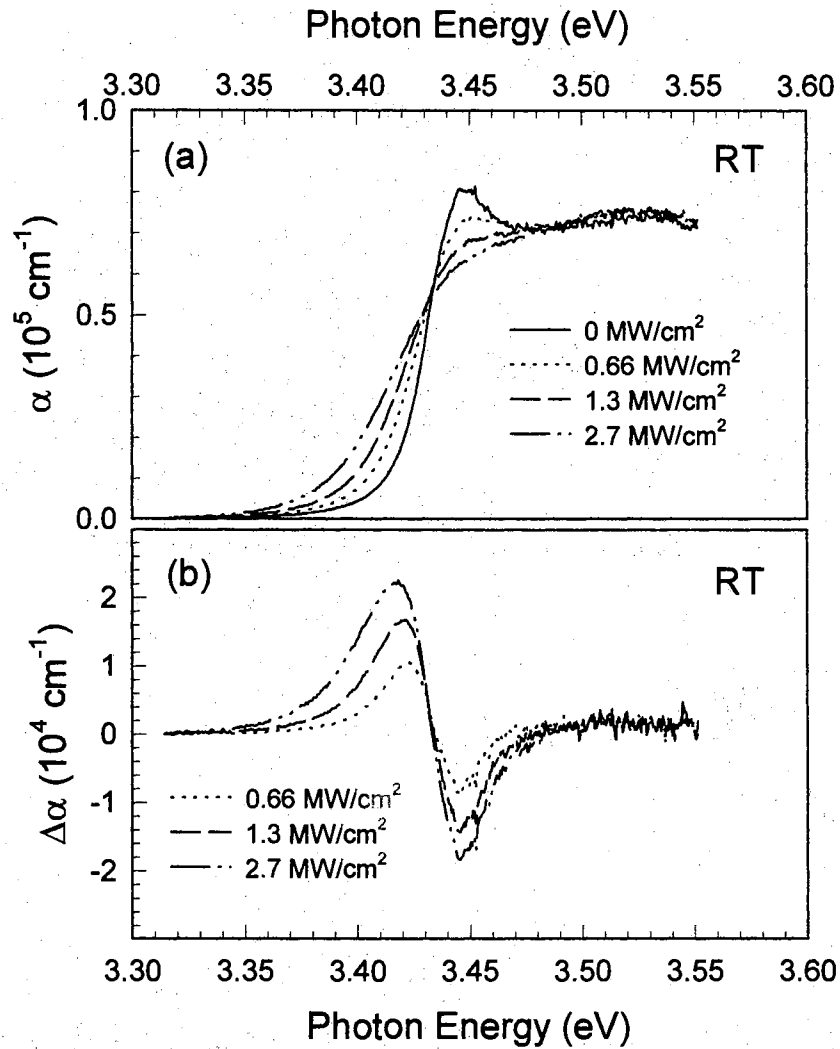 Photon Energy (eV)
3.30 3.35 3.40 3.45 3.50 3.55 3.60
1.0
(a)
RT
α (10⁵ cm⁻¹)
0.5
0 MW/cm²
0.66 MW/cm²
1.3 MW/cm²
2.7 MW/cm²
0.0
(b)
RT
2
1
Δα (10⁴ cm⁻¹)
0
-1
-2
0.66 MW/cm²
1.3 MW/cm²
2.7 MW/cm²
3.30 3.35 3.40 3.45 3.50 3.55 3.60
Photon Energy (eV)